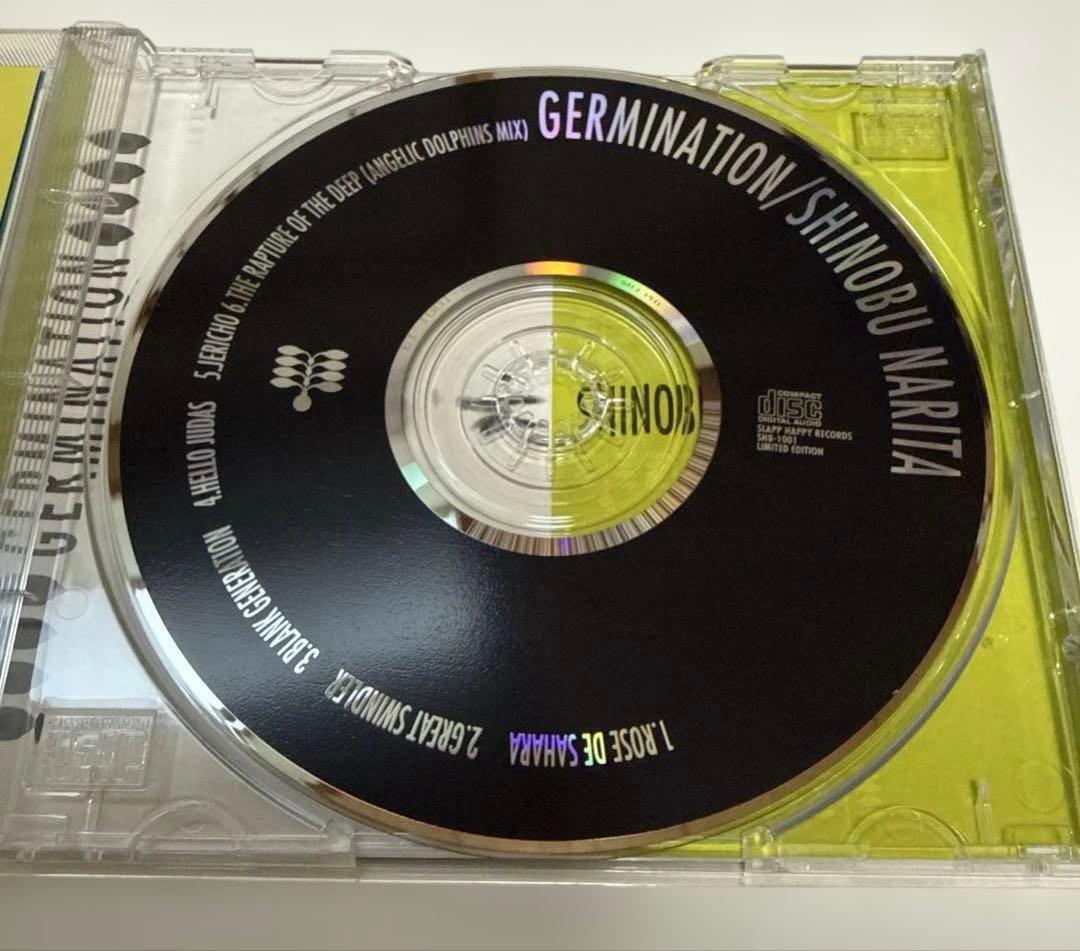 GERMINATION/SHINOBU NARITA
1.ROSE DE SAHARA
2.GREAT SWINDLER
3.BLANK GENERATION
4.HELLO JUDAS
5.JERICHO
6.THE RAPTURE OF THE DEEP (ANGELIC DOLPHINS MIX)
COMPACT
disc
DIGITAL AUDIO
SLAPP HAPPY RECORDS
SNB-1001
LIMITED EDITION
GERMINATION